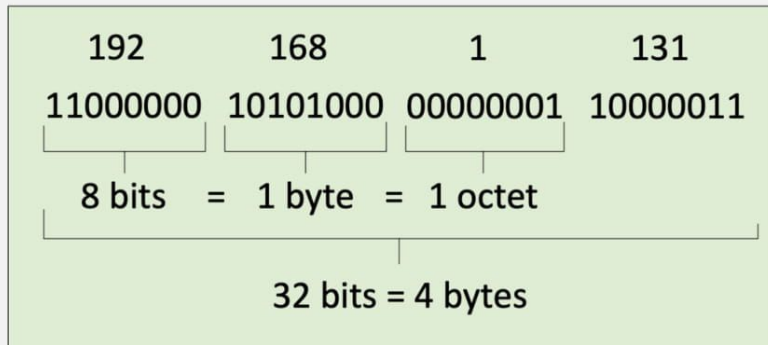 192 168 1 131
11000000 10101000 00000001 10000011
8 bits = 1 byte = 1 octet
32 bits = 4 bytes